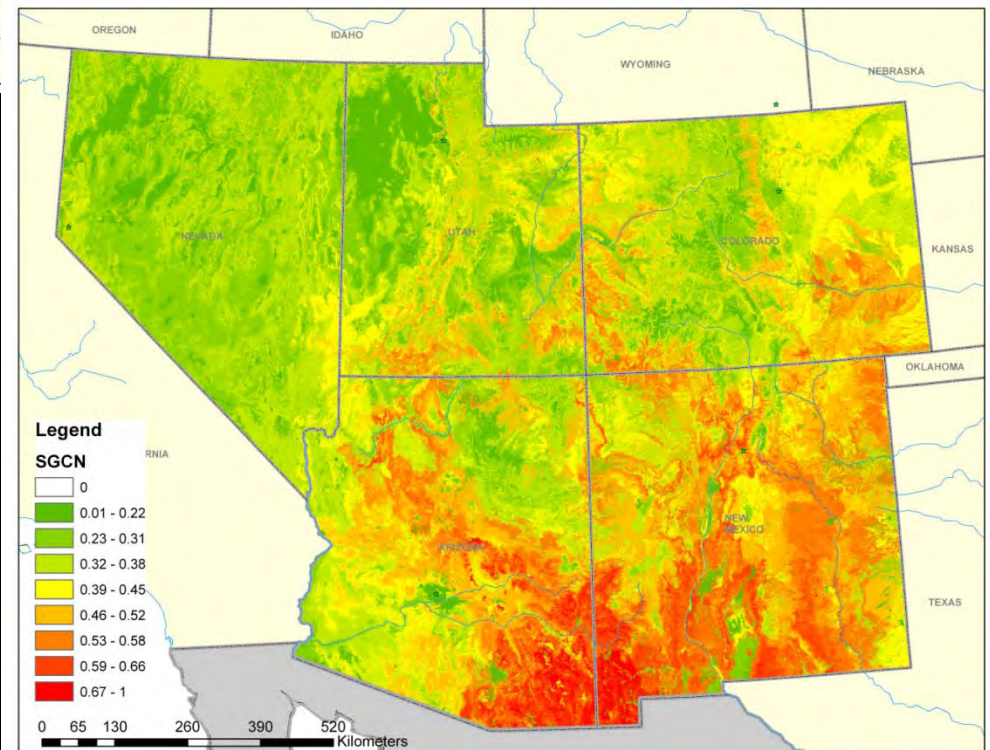 OREGON
IDAHO
WYOMING
NEBRASKA
NEVADA
UTAH
COLORADO
KANSAS
OKLAHOMA
Legend
SGCN
RNIA
0
0.01 - 0.22
0.23 - 0.31
0.32 - 0.38
0.39 - 0.45
0.46 - 0.52
0.53 - 0.58
0.59 - 0.66
0.67 - 1
ARIZONA
NEW
MEXICO
TEXAS
0 65 130 260 390 520
Kilometers